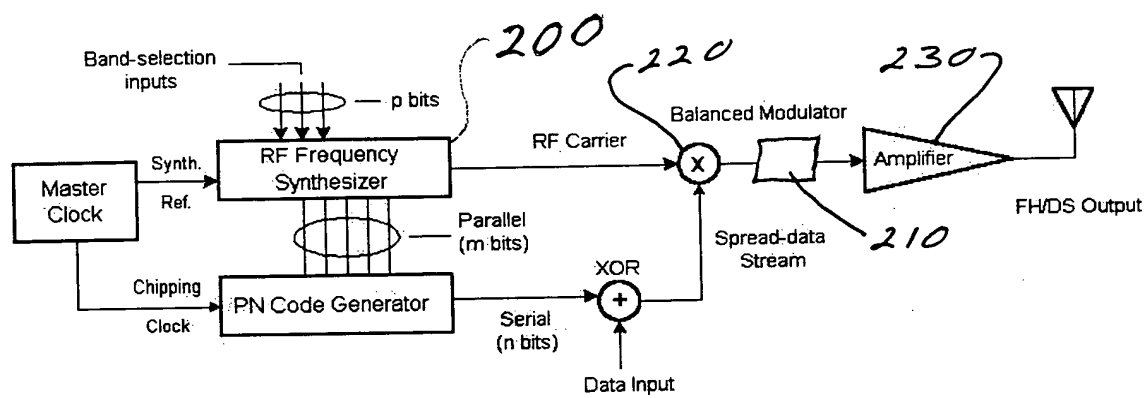 Band-selection
inputs
p bits
200
220
230
Balanced Modulator
RF Frequency
Synthesizer
RF Carrier
X
Amplifier
Master
Clock
Synth.
Ref.
Parallel
(m bits)
210
FH/DS Output
Spread-data
Stream
XOR
+
Chipping
Clock
PN Code Generator
Serial
(n bits)
Data Input